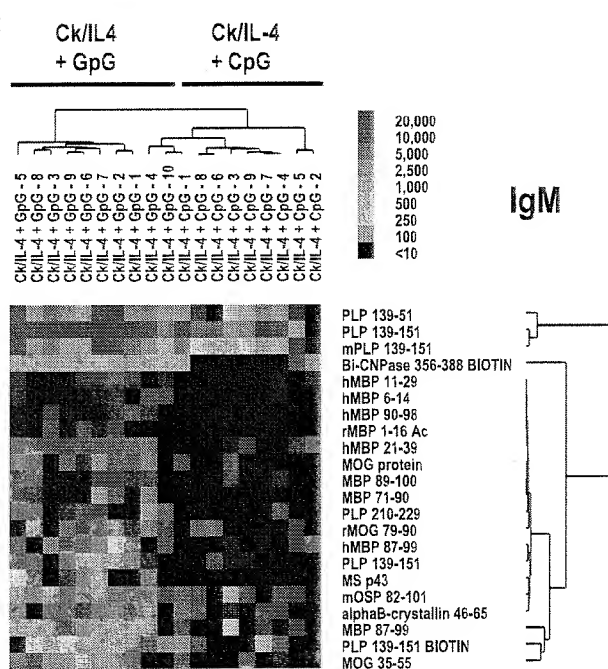 Ck/IL4
+ GpG
Ck/IL-4
+ CpG
Ck/IL-4 + GpG - 5
Ck/IL-4 + GpG - 8
Ck/IL-4 + GpG - 3
Ck/IL-4 + GpG - 9
Ck/IL-4 + GpG - 6
Ck/IL-4 + GpG - 7
Ck/IL-4 + GpG - 2
Ck/IL-4 + GpG - 1
Ck/IL-4 + GpG - 4
Ck/IL-4 + GpG - 10
Ck/IL-4 + CpG - 1
Ck/IL-4 + CpG - 8
Ck/IL-4 + CpG - 6
Ck/IL-4 + CpG - 3
Ck/IL-4 + CpG - 9
Ck/IL-4 + CpG - 7
Ck/IL-4 + CpG - 4
Ck/IL-4 + CpG - 5
Ck/IL-4 + CpG - 2
20,000
10,000
5,000
2,500
1,000
500
250
100
<10
IgM
PLP 139-51
PLP 139-151
mPLP 139-151
Bi-CNPase 356-388 BIOTIN
hMBP 11-29
hMBP 6-14
hMBP 90-98
rMBP 1-16 Ac
hMBP 21-39
MOG protein
MBP 89-100
MBP 71-90
PLP 210-229
rMOG 79-90
hMBP 87-99
PLP 139-151
MS p43
mOSP 82-101
alphaB-crystallin 46-65
MBP 87-99
PLP 139-151 BIOTIN
MOG 35-55